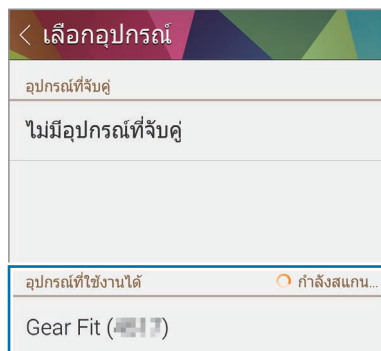 < เลือกอุปกรณ์
อุปกรณ์ที่จับคู่
ไม่มีอุปกรณ์ที่จับคู่
อุปกรณ์ที่ใช้งานได้ กำลังสแกน...
Gear Fit ( )